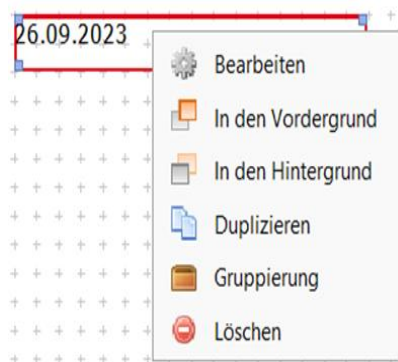 26.09.2023
Bearbeiten
In den Vordergrund
In den Hintergrund
Duplizieren
Gruppierung
Löschen